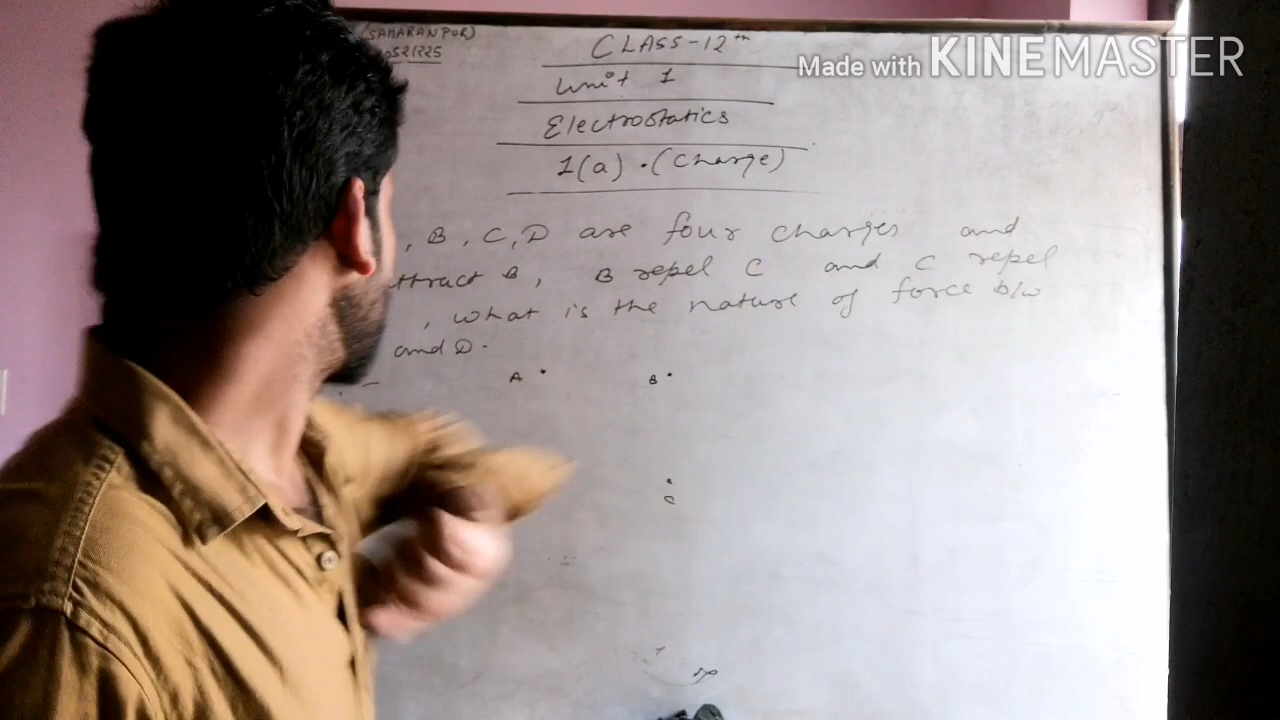 (SAHARANPUR)
CLASS-12th
Made with KINEMASTER
Unit 1
Electrostatics
1(a) . (Charge)
, B, C, D are four charges and
ttract B, B repel C and C repel
, what is the nature of force b/w
and D.
A . B .
C